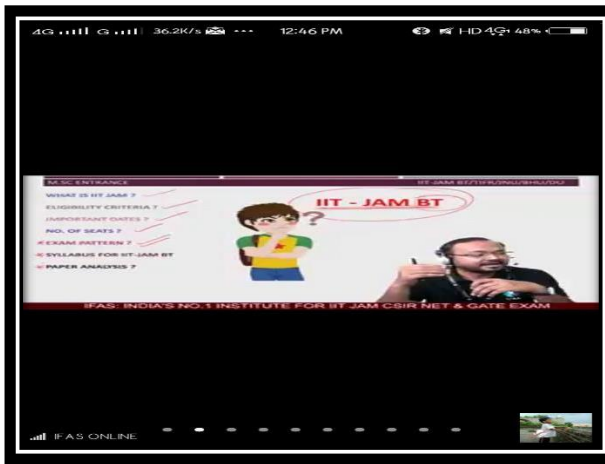 4G G 36.2K/s ... 12:46 PM HD 4G 48%
M.SC ENTRANCE IIT-JAM BT/TIFR/JNU/BHU/DU
WHAT IS IIT JAM ?
ELIGIBILITY CRITERIA ?
IMPORTANT DATES ?
NO. OF SEATS ?
EXAM PATTERN ?
SYLLABUS FOR IIT-JAM BT
PAPER ANALYSIS ?
IIT - JAM BT
?
IFAS: INDIA'S NO.1 INSTITUTE FOR IIT JAM CSIR NET & GATE EXAM
IFAS ONLINE